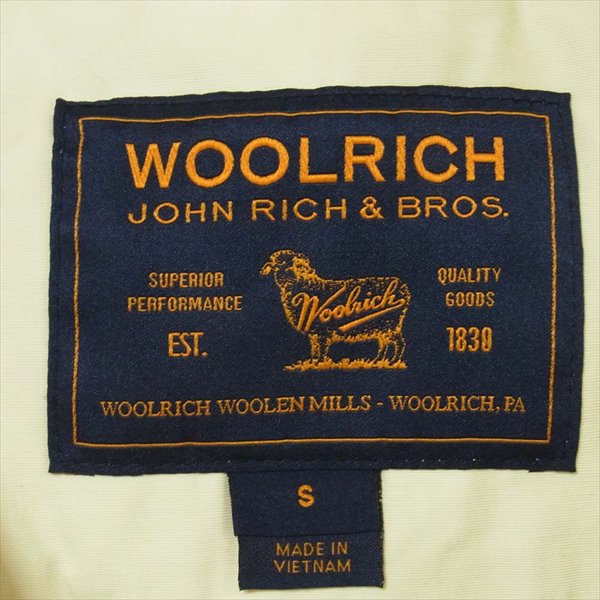 WOOLRICH
JOHN RICH & BROS.
SUPERIOR
PERFORMANCE
EST.
Woolrich
QUALITY
GOODS
1830
WOOLRICH WOOLEN MILLS - WOOLRICH, PA
S
MADE IN
VIETNAM